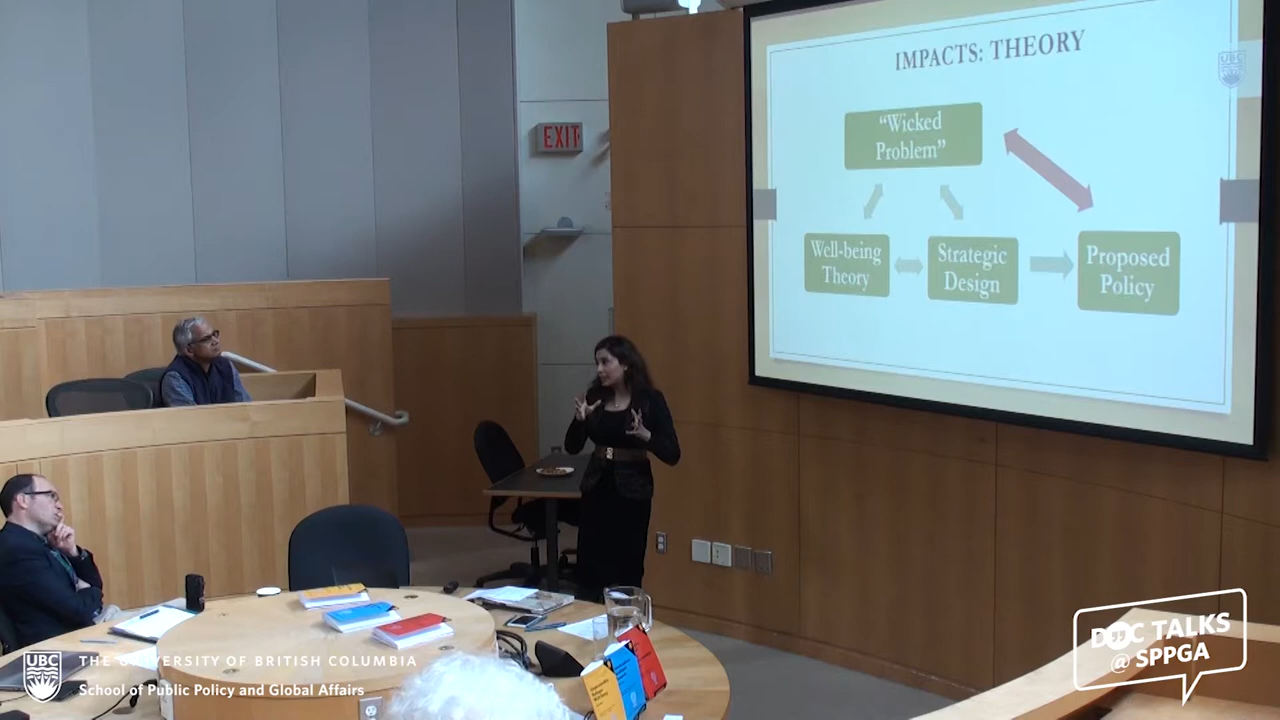 IMPACTS: THEORY
UBC
"Wicked
Problem"
Well-being
Theory
Strategic
Design
Proposed
Policy
EXIT
UBC
THE UNIVERSITY OF BRITISH COLUMBIA
School of Public Policy and Global Affairs
DOC TALKS
@ SPPGA